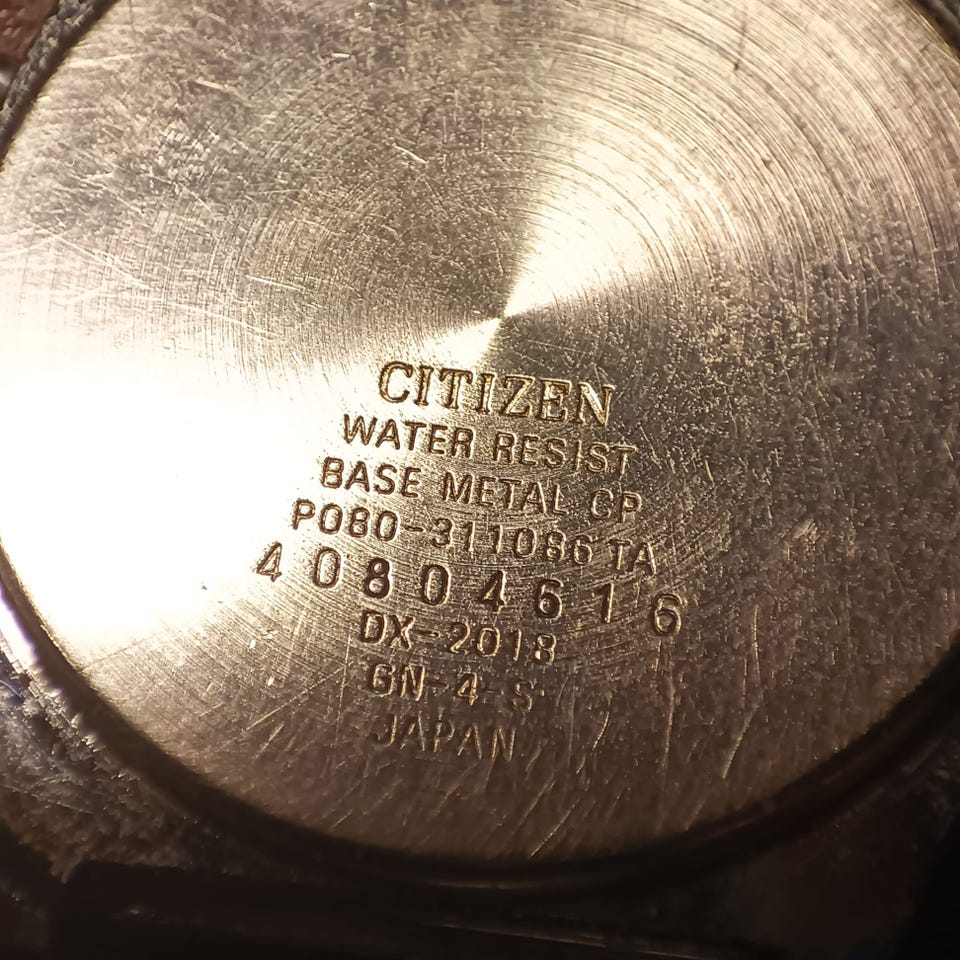 CITIZEN
WATER RESIST
BASE METAL CP
P080-311086 TA
40804616
DX-2018
GN-4-S
JAPAN